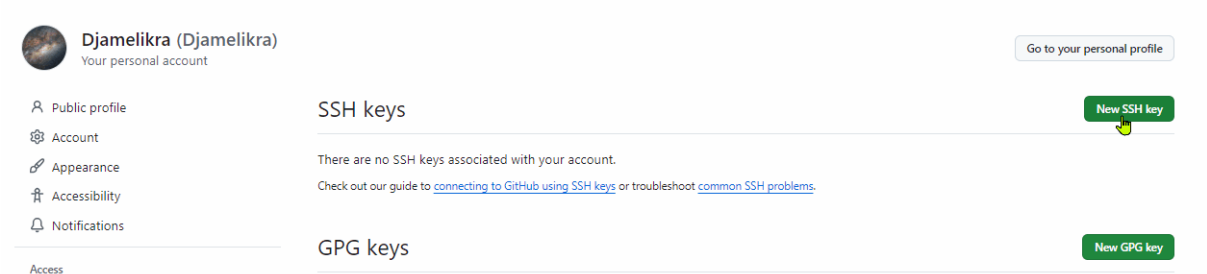 Djamelikra (Djamelikra)
Your personal account
Go to your personal profile
Public profile
Account
Appearance
Accessibility
Notifications
Access
SSH keys
New SSH key
There are no SSH keys associated with your account.
Check out our guide to connecting to GitHub using SSH keys or troubleshoot common SSH problems.
GPG keys
New GPG key